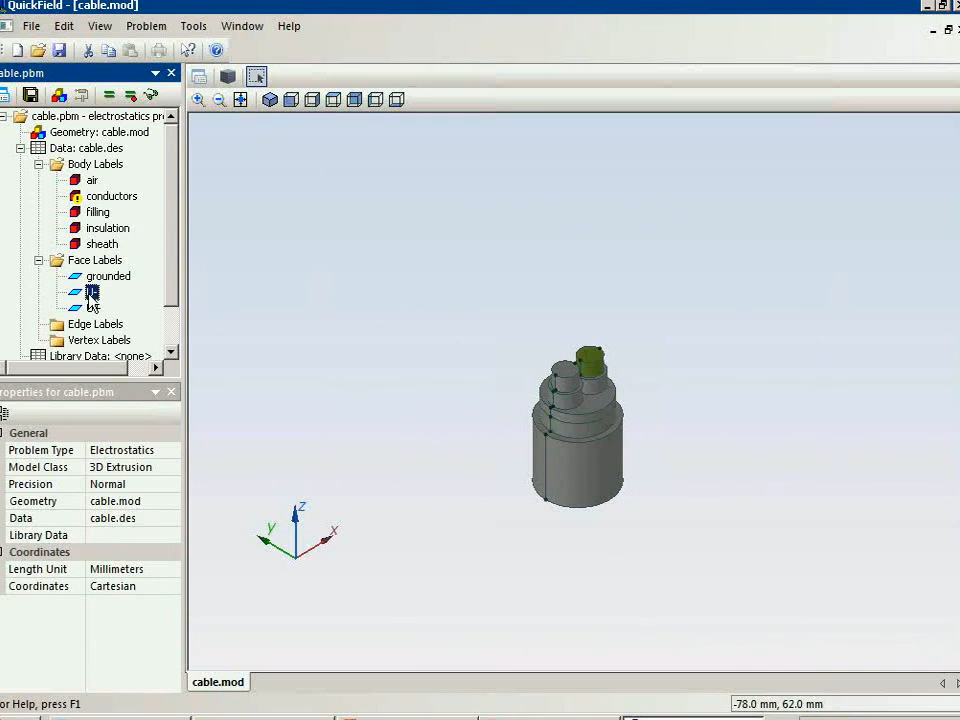 QuickField - [cable.mod]
File Edit View Problem Tools Window Help
able.pbm
cable.pbm - electrostatics pr
Geometry: cable.mod
Data: cable.des
Body Labels
air
conductors
filling
insulation
sheath
Face Labels
grounded
Edge Labels
Vertex Labels
Library Data: <none>
roperties for cable.pbm
General
Problem Type Electrostatics
Model Class 3D Extrusion
Precision Normal
Geometry cable.mod
Data cable.des
Library Data
Coordinates
Length Unit Millimeters
Coordinates Cartesian
z
y
x
cable.mod
or Help, press F1
-78.0 mm, 62.0 mm